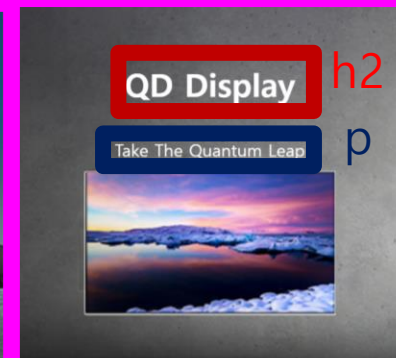 QD Display
h2
Take The Quantum Leap
p